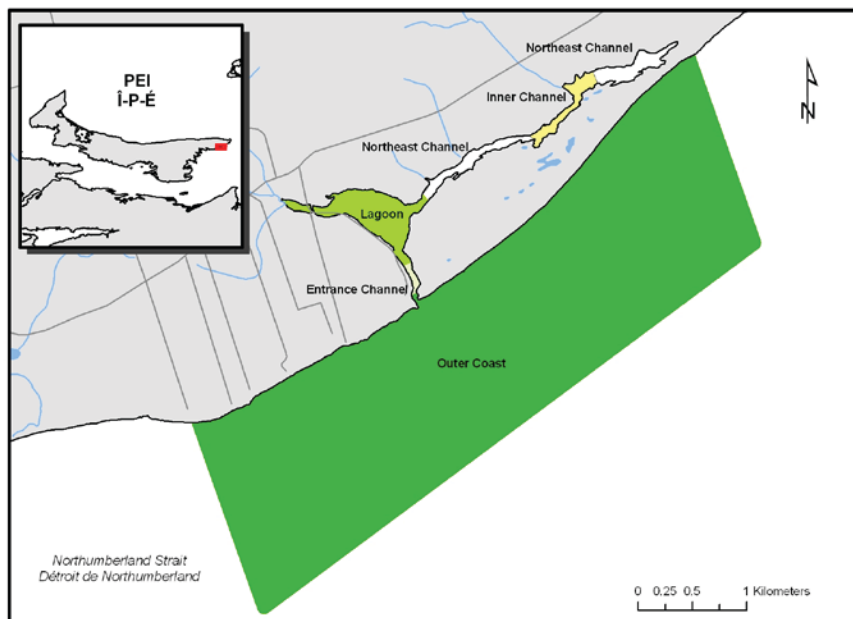 PEI
Î-P-É
Northeast Channel
Inner Channel
N
Northeast Channel
Lagoon
Entrance Channel
Outer Coast
Northumberland Strait
Détroit de Northumberland
0 0.25 0.5 1 Kilometers